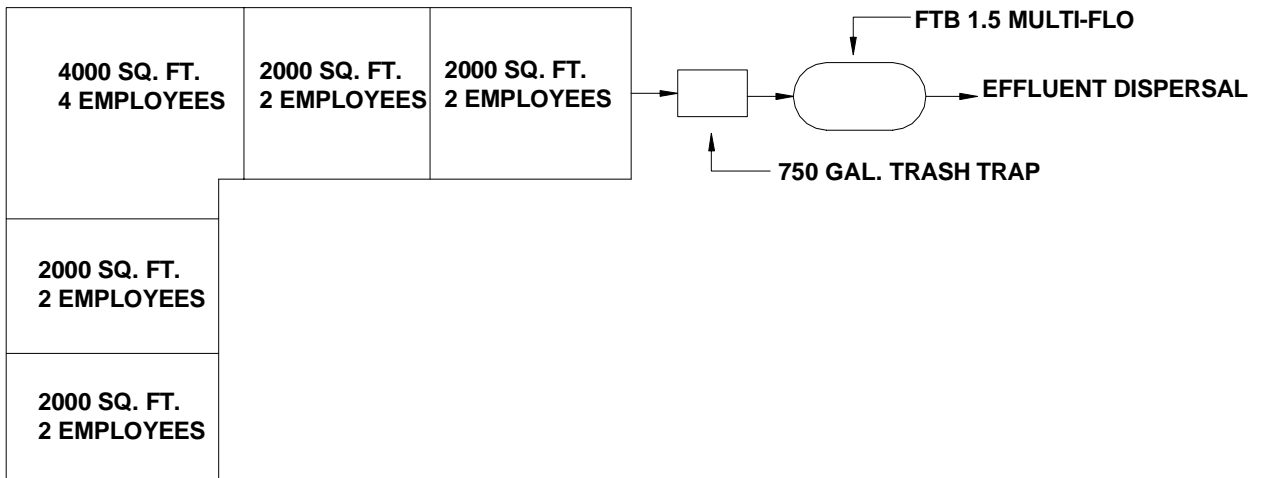 FTB 1.5 MULTI-FLO
4000 SQ. FT.
4 EMPLOYEES
2000 SQ. FT.
2 EMPLOYEES
2000 SQ. FT.
2 EMPLOYEES
EFFLUENT DISPERSAL
750 GAL. TRASH TRAP
2000 SQ. FT.
2 EMPLOYEES
2000 SQ. FT.
2 EMPLOYEES